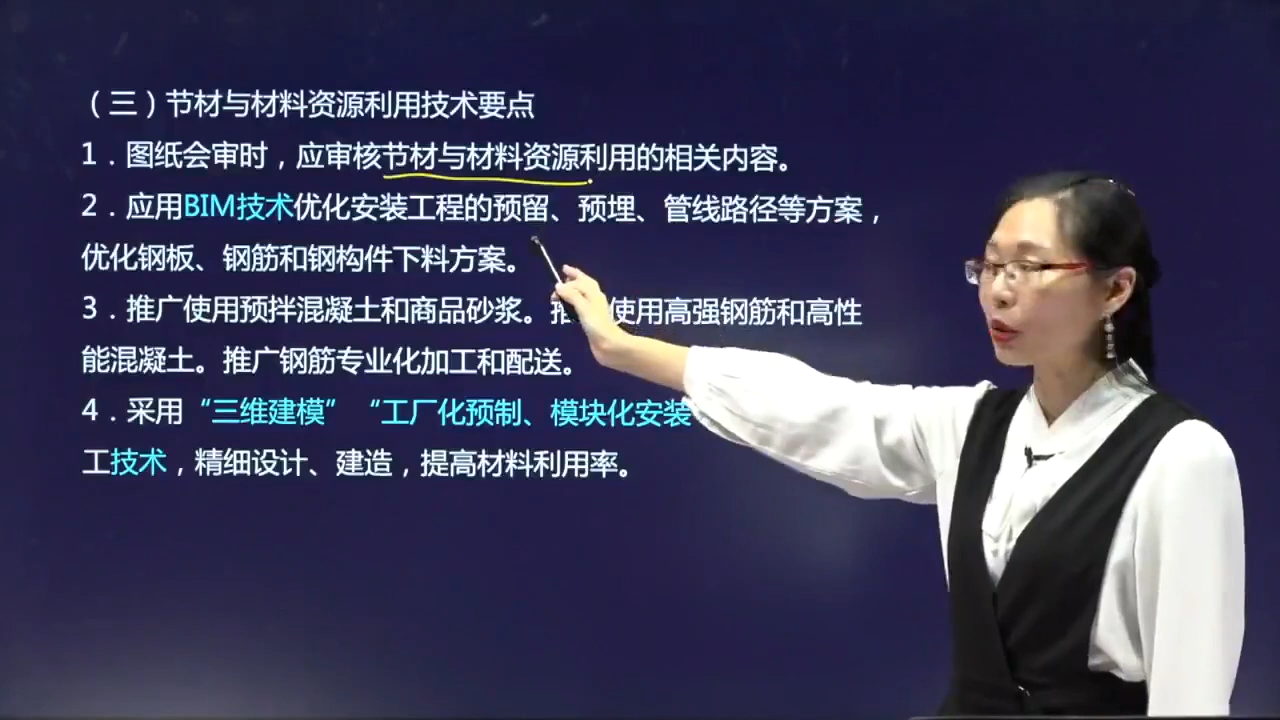 （三）节材与材料资源利用技术要点
1．图纸会审时，应审核节材与材料资源利用的相关内容。
2．应用BIM技术优化安装工程的预留、预埋、管线路径等方案，
优化钢板、钢筋和钢构件下料方案。
3．推广使用预拌混凝土和商品砂浆。推 使用高强钢筋和高性
能混凝土。推广钢筋专业化加工和配送。
4．采用“三维建模”“工厂化预制、模块化安装
工技术，精细设计、建造，提高材料利用率。